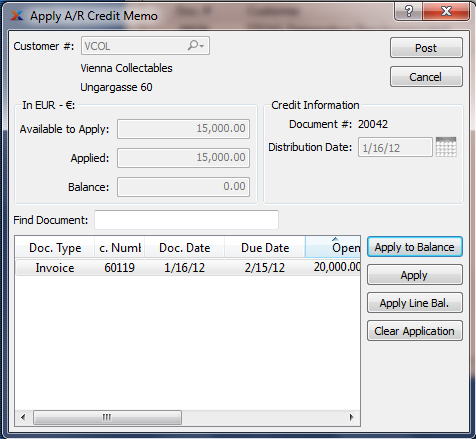 Apply A/R Credit Memo
?
Customer #: VCOL
Post
Vienna Collectables
Ungargasse 60
Cancel
In EUR - €:
Credit Information
Available to Apply: 15,000.00
Document #: 20042
Applied: 15,000.00
Distribution Date: 1/16/12
Balance: 0.00
Find Document:
Doc. Type c. Numl Doc. Date Due Date Open
Apply to Balance
Invoice 60119 1/16/12 2/15/12 20,000.00
Apply
Apply Line Bal.
Clear Application